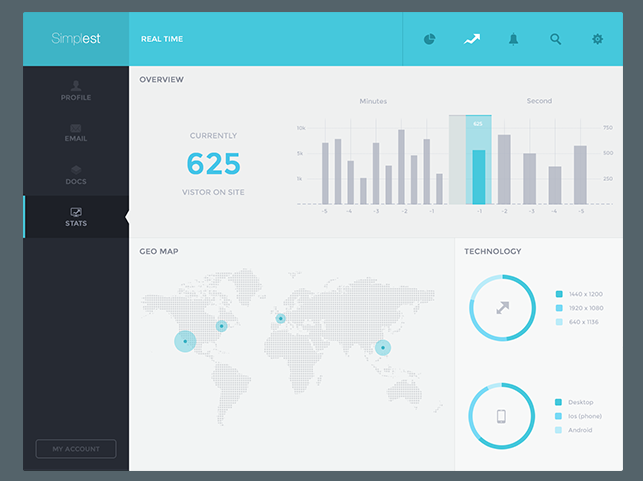 Simplest
REAL TIME
PROFILE
EMAIL
DOCS
STATS
MY ACCOUNT
OVERVIEW
CURRENTLY
625
VISTOR ON SITE
Minutes
Second
10k
5k
1k
625
750
500
250
-5 -4 -3 -2 -1 -1 -2 -3 -4 -5
GEO MAP
TECHNOLOGY
1440 x 1200
1920 x 1080
640 x 1136
Desktop
Ios (phone)
Android